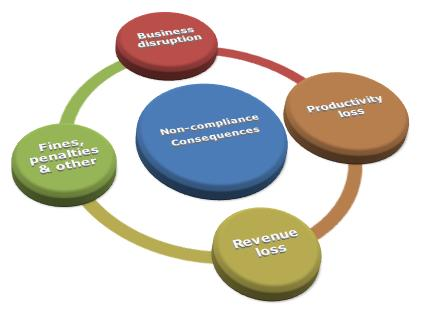 Business
disruption
Productivity
loss
Non-compliance
Consequences
Fines,
penalties
& other
Revenue
loss